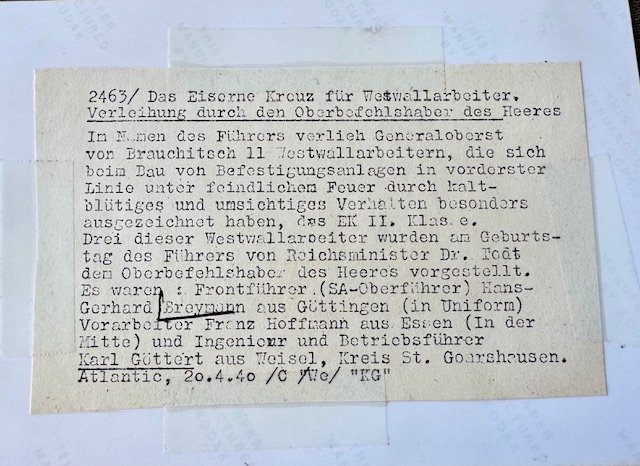 2463/ Das Eiserne Kreuz für Westwallarbeiter.
Verleihung durch den Oberbefehlshaber des Heeres
Im Namen des Führers verlieh Generaloberst
von Brauchitsch 11 Westwallarbeitern, die sich
beim Bau von Befestigungsanlagen in vorderster
Linie unter feindlichem Feuer durch kalt-
blütiges und umsichtiges Verhalten besonders
ausgezeichnet haben, das EK II. Klasse.
Drei dieser Westwallarbeiter wurden am Geburts-
tag des Führers von Reichsminister Dr. Todt
dem Oberbefehlshaber des Heeres vorgestellt.
Es waren : Frontführer (SA-Oberführer) Hans-
Gerhard Breymann aus Göttingen (in Uniform)
Vorarbeiter Franz Hoffmann aus Essen (In der
Mitte) und Ingenieur und Betriebsführer
Karl Göttert aus Weisel, Kreis St. Goarshausen.
Atlantic, 20.4.40 /C /We/ "KG"